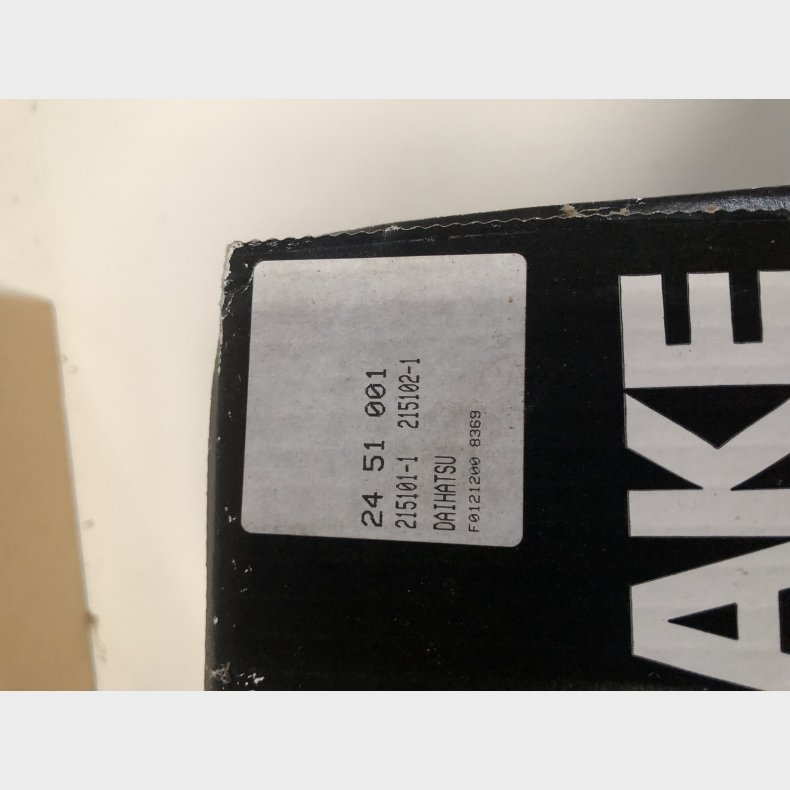 24 51 001
215101-1 215102-1
DAIHATSU
F0121200 8369
AKE